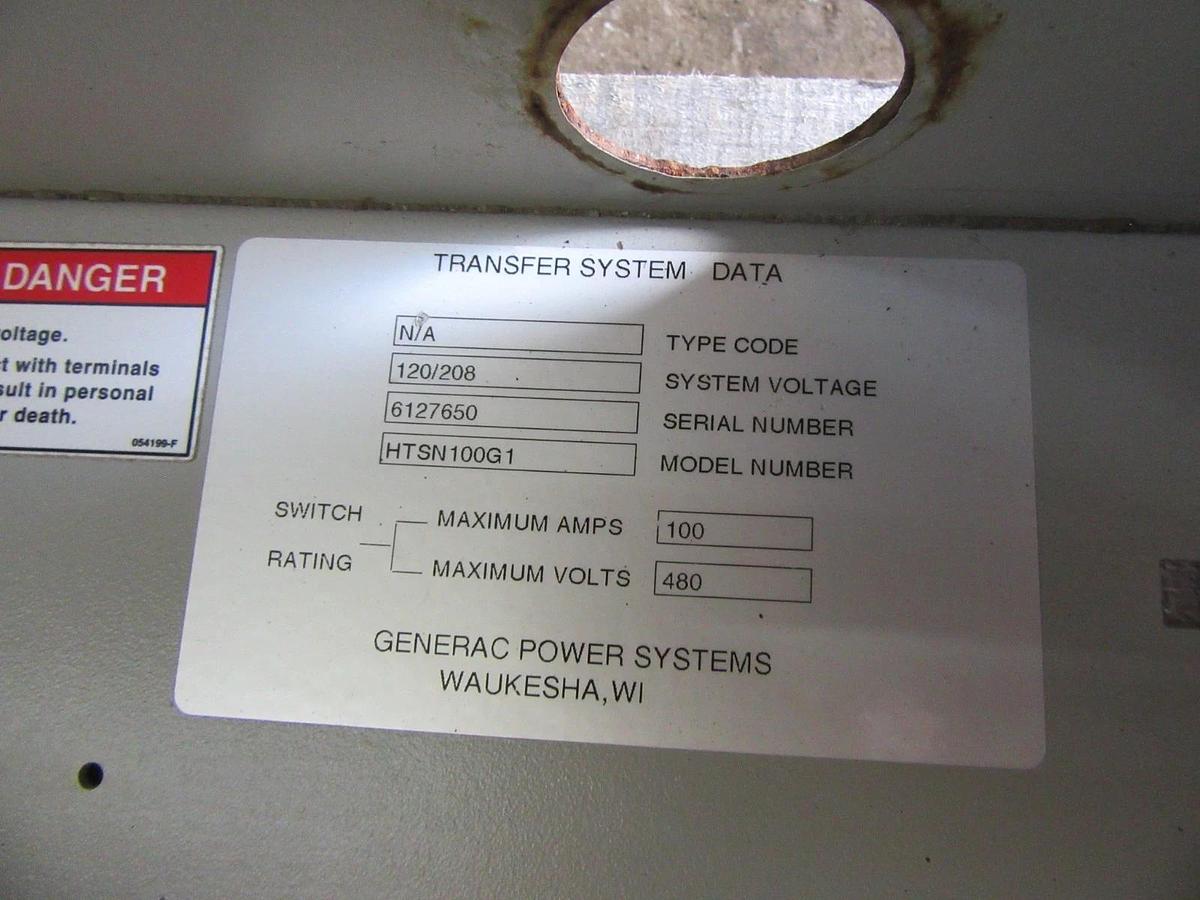 DANGER
oltage.
t with terminals
sult in personal
r death.
054199-F
TRANSFER SYSTEM DATA
N/A TYPE CODE
120/208 SYSTEM VOLTAGE
6127650 SERIAL NUMBER
HTSN100G1 MODEL NUMBER
SWITCH RATING
MAXIMUM AMPS 100
MAXIMUM VOLTS 480
GENERAC POWER SYSTEMS
WAUKESHA, WI